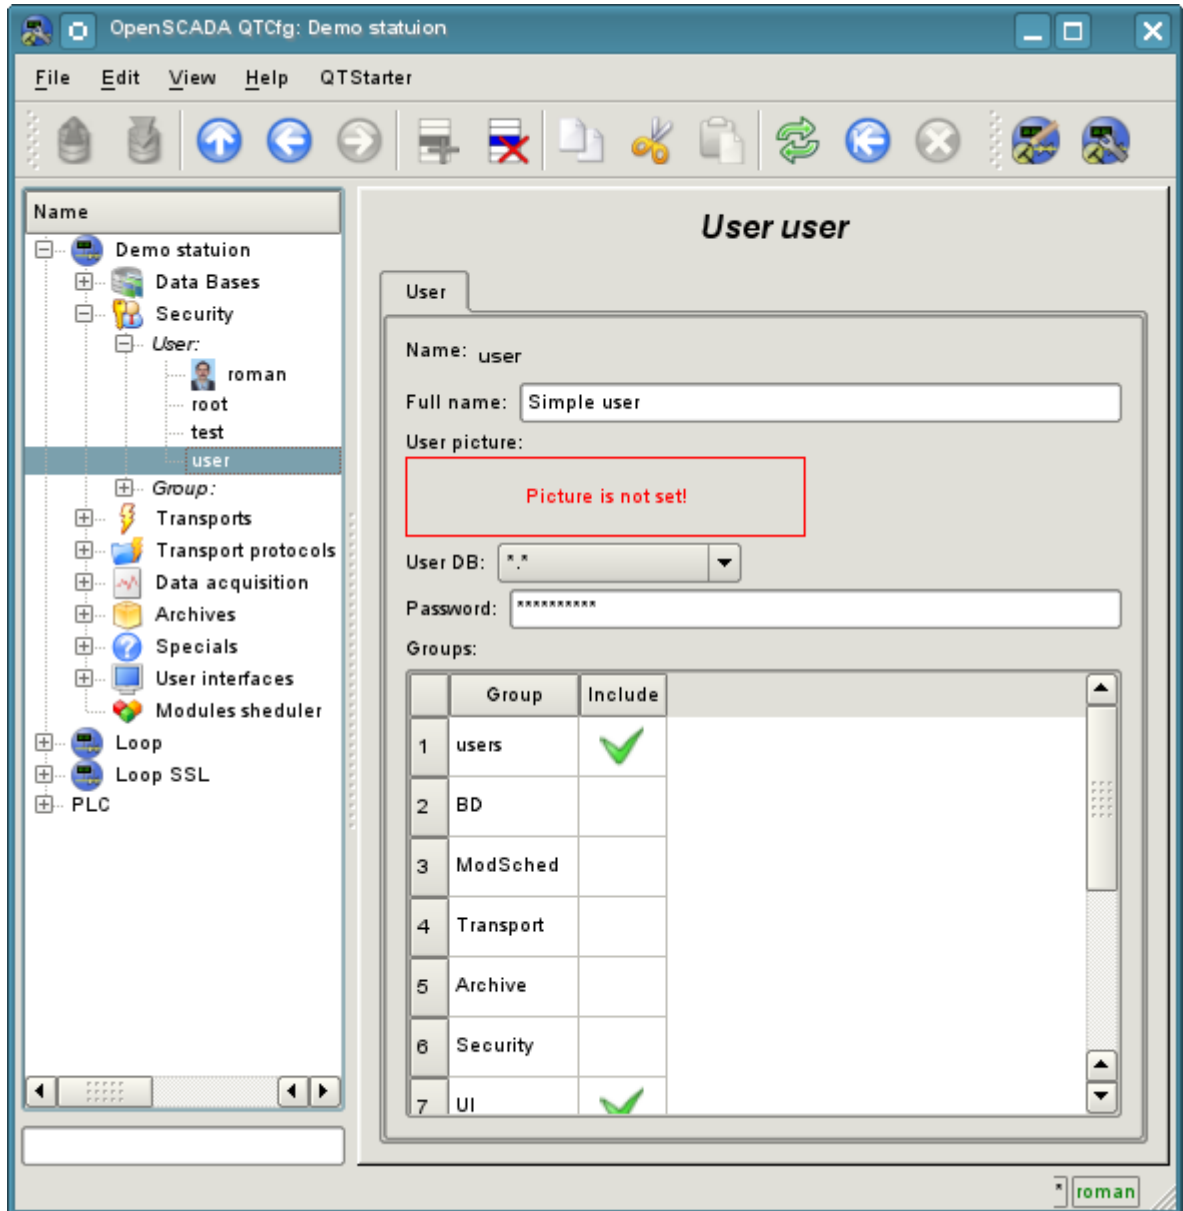 OpenSCADA QTCfg: Demo statuion
File Edit View Help QTStarter
Name
Demo statuion
Data Bases
Security
User:
roman
root
test
user
Group:
Transports
Transport protocols
Data acquisition
Archives
Specials
User interfaces
Modules sheduler
Loop
Loop SSL
PLC
User user
User
Name: user
Full name: Simple user
User picture:
Picture is not set!
User DB: *.*
Password: **********
Groups:
Group Include
1 users
2 BD
3 ModSched
4 Transport
5 Archive
6 Security
7 UI
* roman